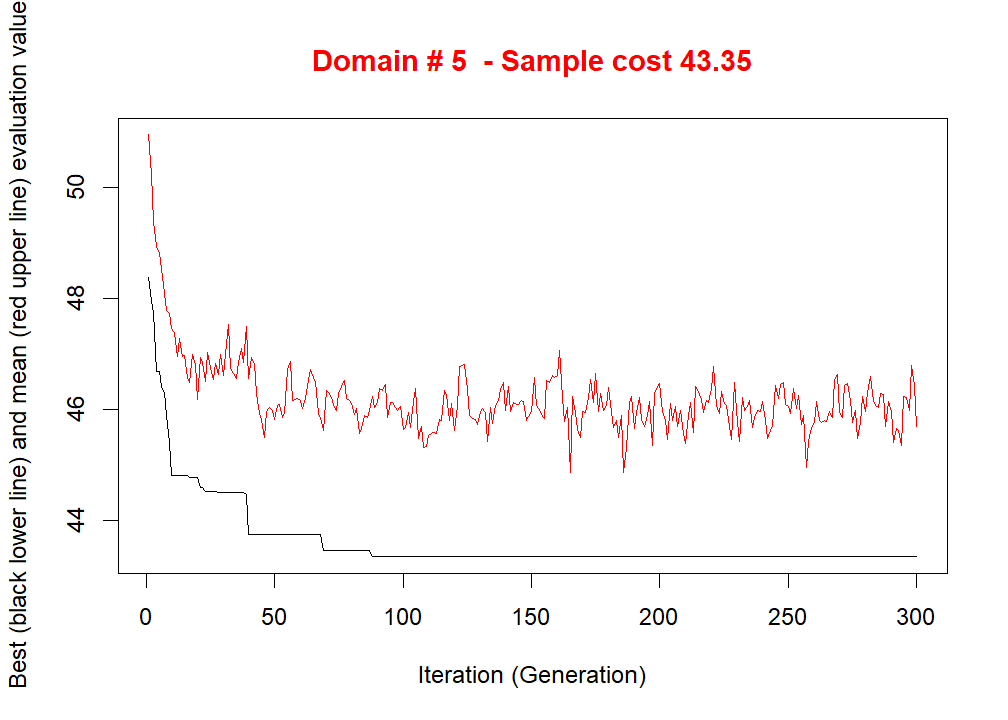 Domain # 5  - Sample cost 43.35
Best (black lower line) and mean (red upper line) evaluation value
50
48
46
44
0 50 100 150 200 250 300
Iteration (Generation)